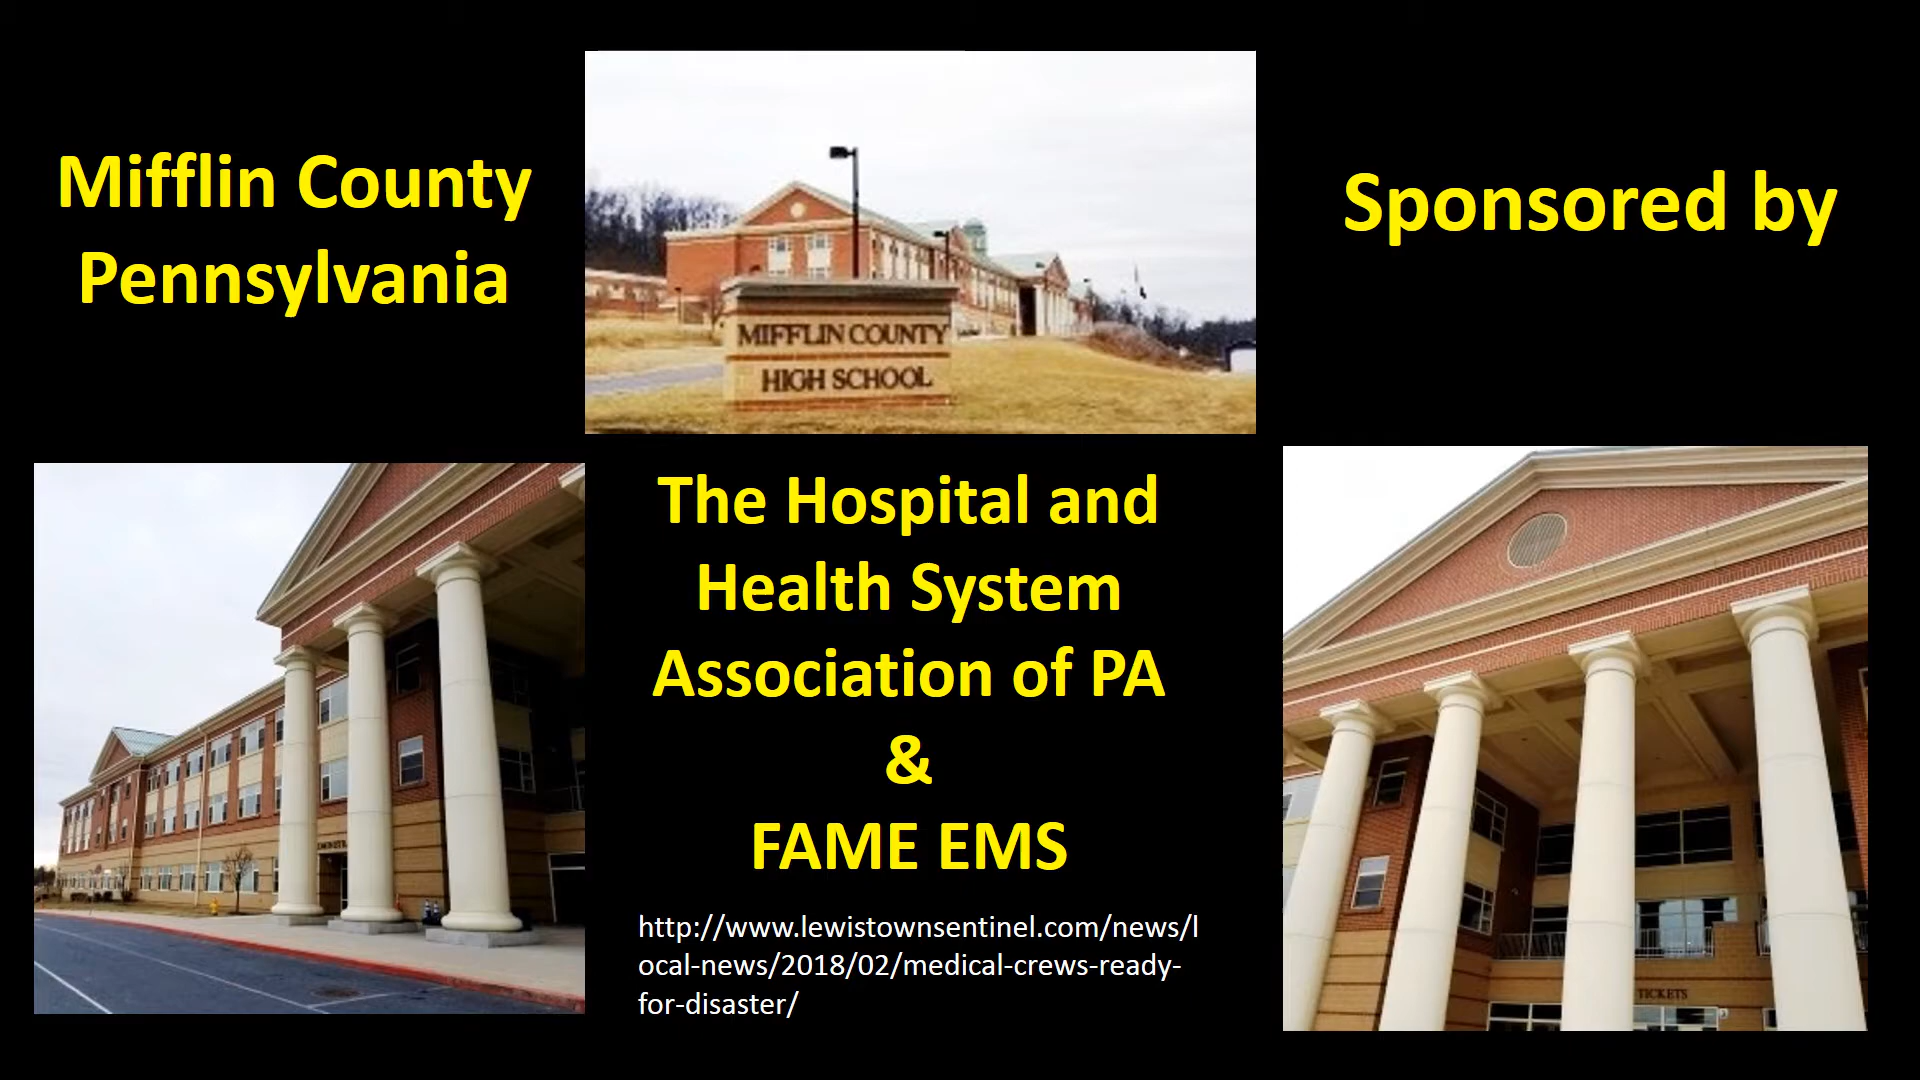 Mifflin County
Pennsylvania
MIFFLIN COUNTY
HIGH SCHOOL
Sponsored by
The Hospital and
Health System
Association of PA
&
FAME EMS
http://www.lewistownsentinel.com/news/l
ocal-news/2018/02/medical-crews-ready-
for-disaster/
TICKETS